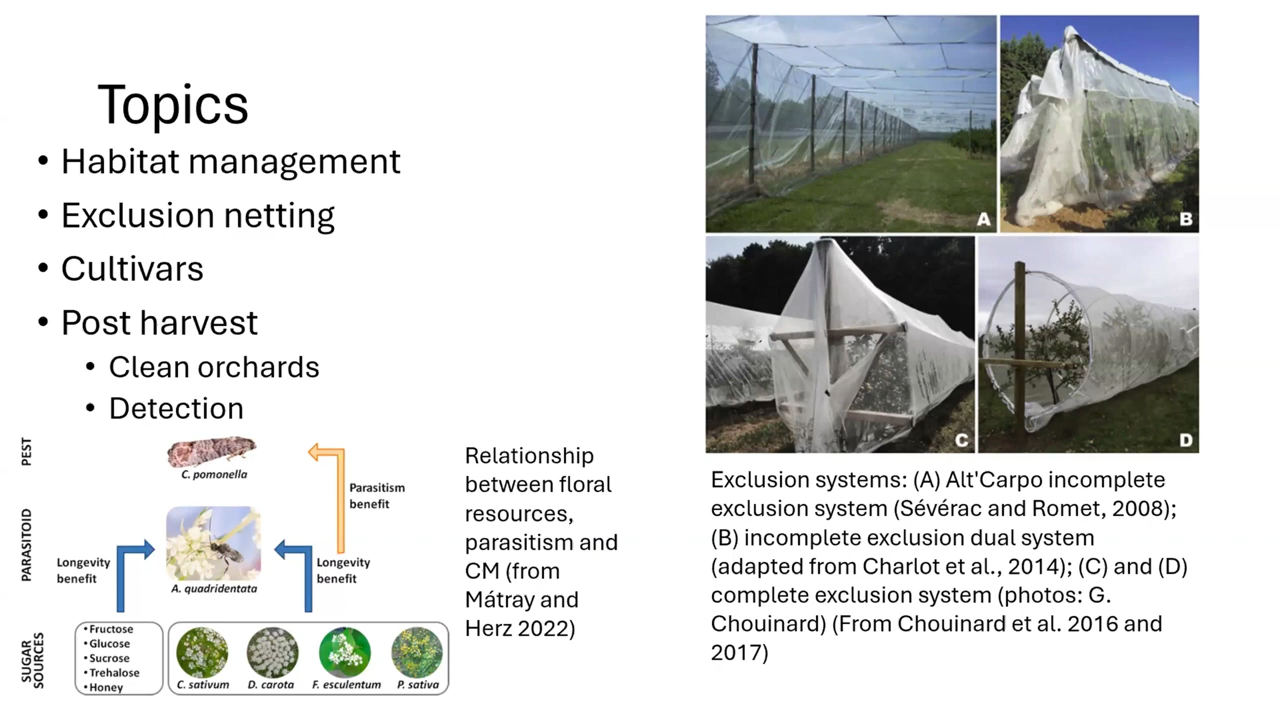 Topics
• Habitat management
• Exclusion netting
• Cultivars
• Post harvest
• Clean orchards
• Detection
PEST
C. pomonella
Parasitism
benefit
PARASITOID
Longevity
benefit
Longevity
benefit
A. quadridentata
SUGAR
SOURCES
• Fructose
• Glucose
• Sucrose
• Trehalose
• Honey
C. sativum
D. carota
F. esculentum
P. sativa
Relationship
between floral
resources,
parasitism and
CM (from
Mátray and
Herz 2022)
A
B
C
D
Exclusion systems: (A) Alt'Carpo incomplete
exclusion system (Sévérac and Romet, 2008);
(B) incomplete exclusion dual system
(adapted from Charlot et al., 2014); (C) and (D)
complete exclusion system (photos: G.
Chouinard) (From Chouinard et al. 2016 and
2017)